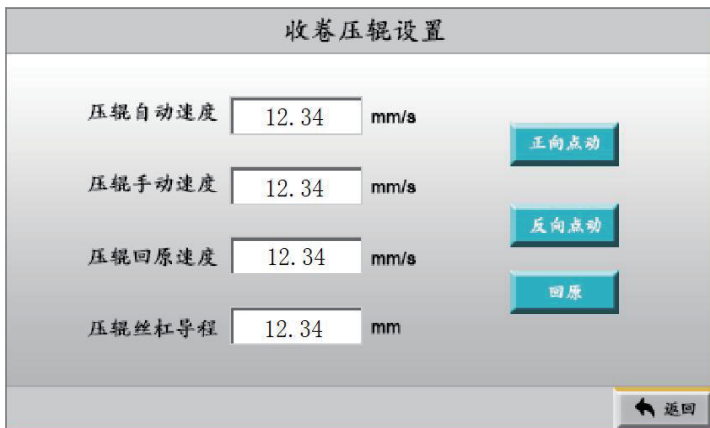 收卷压辊设置
压辊自动速度 12.34 mm/s
正向点动
压辊手动速度 12.34 mm/s
反向点动
压辊回原速度 12.34 mm/s
回原
压辊丝杠导程 12.34 mm
返回